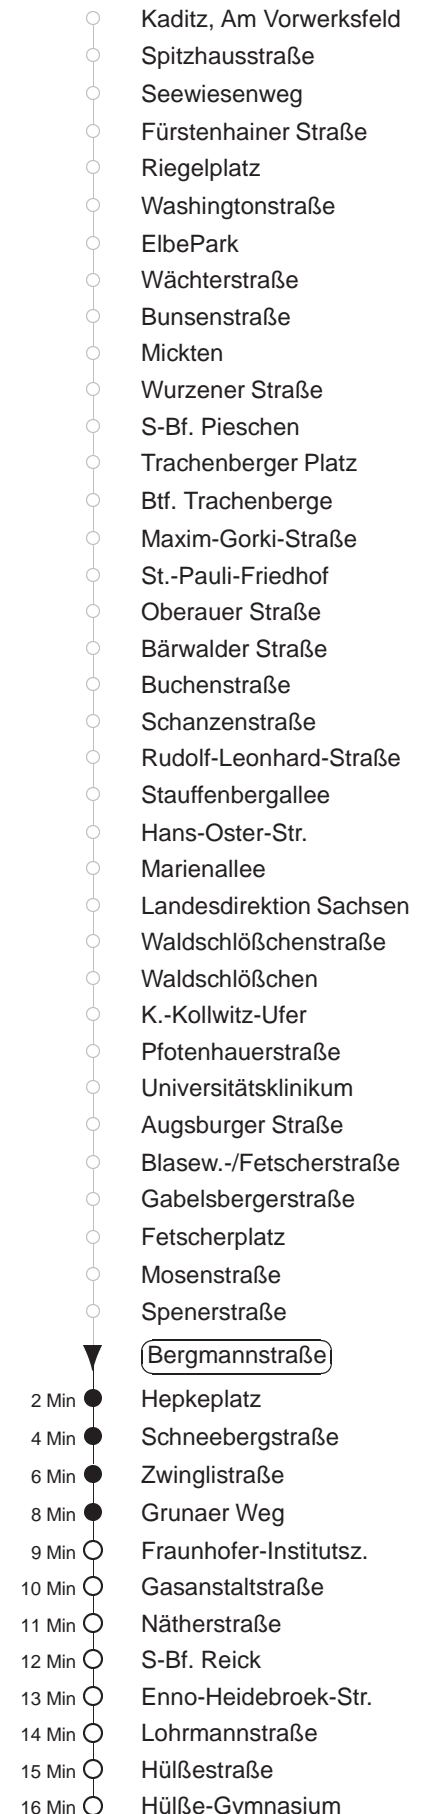 Kaditz, Am Vorwerksfeld
Spitzhausstraße
Seewiesenweg
Fürstenhainer Straße
Riegelplatz
Washingtonstraße
ElbePark
Wächterstraße
Bunsenstraße
Mickten
Wurzener Straße
S-Bf. Pieschen
Trachenberger Platz
Btf. Trachenberge
Maxim-Gorki-Straße
St.-Pauli-Friedhof
Oberauer Straße
Bärwalder Straße
Buchenstraße
Schanzenstraße
Rudolf-Leonhard-Straße
Stauffenbergallee
Hans-Oster-Str.
Marienallee
Landesdirektion Sachsen
Waldschlößchenstraße
Waldschlößchen
K.-Kollwitz-Ufer
Pfotenhauerstraße
Universitätsklinikum
Augsburger Straße
Blasew.-/Fetscherstraße
Gabelsbergerstraße
Fetscherplatz
Mosenstraße
Spenerstraße
Bergmannstraße
2 Min Hepkeplatz
4 Min Schneebergstraße
6 Min Zwinglistraße
8 Min Grunaer Weg
9 Min Fraunhofer-Institutsz.
10 Min Gasanstaltstraße
11 Min Nätherstraße
12 Min S-Bf. Reick
13 Min Enno-Heidebroek-Str.
14 Min Lohrmannstraße
15 Min Hülßestraße
16 Min Hülße-Gymnasium